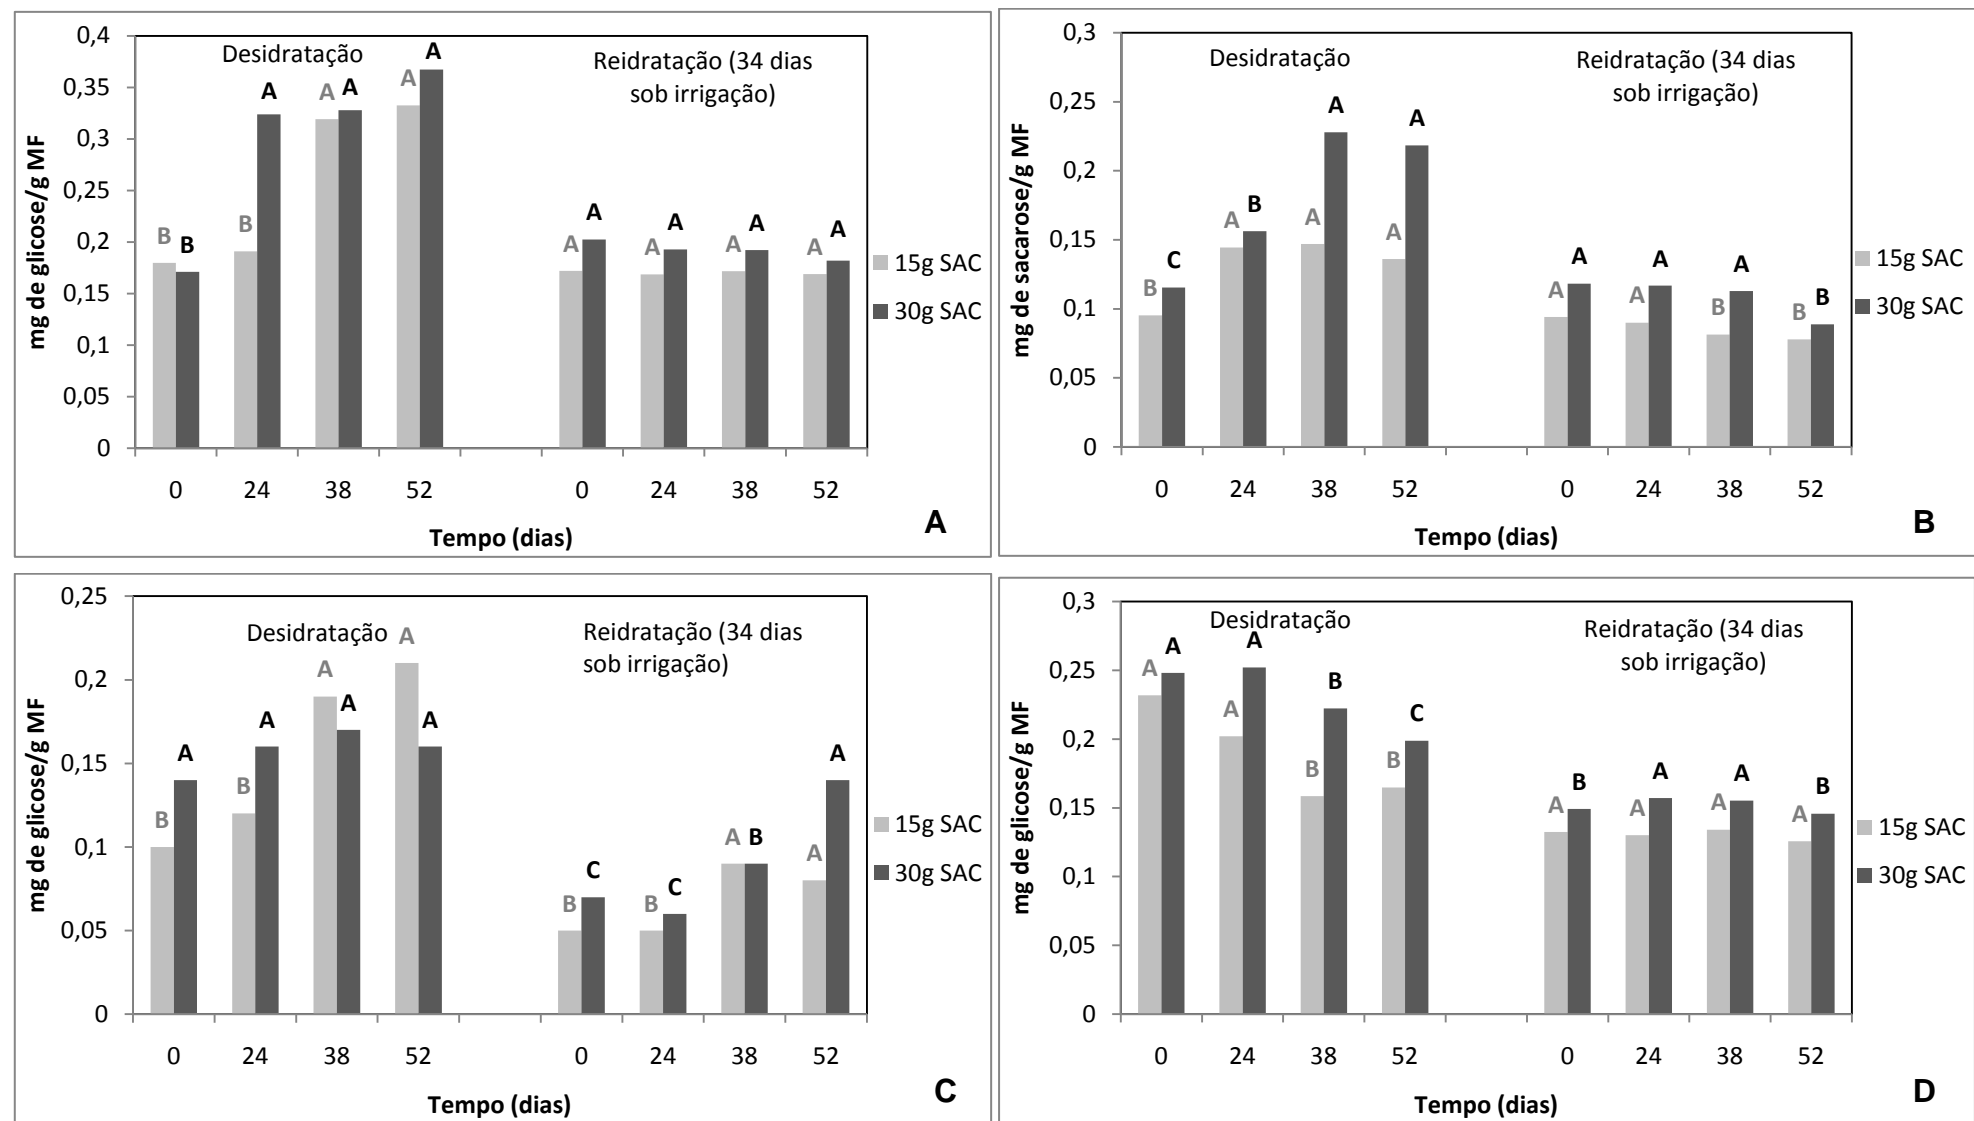 0,4
0,35
0,3
0,25
0,2
0,15
0,1
0,05
0
mg de glicose/g MF
Desidratação
Reidratação (34 dias
sob irrigação)
B B B A A A A A
A A A A A A A A
0 24 38 52 0 24 38 52
Tempo (dias)
15g SAC
30g SAC
A
0,3
0,25
0,2
0,15
0,1
0,05
0
mg de sacarose/g MF
Desidratação
Reidratação (34 dias
sob irrigação)
B C A B A A A A
A A A A B A B B
0 24 38 52 0 24 38 52
Tempo (dias)
15g SAC
30g SAC
B
0,25
0,2
0,15
0,1
0,05
0
mg de glicose/g MF
Desidratação
Reidratação (34 dias
sob irrigação)
B A B A A A A A
B C B C A B A A
0 24 38 52 0 24 38 52
Tempo (dias)
15g SAC
30g SAC
C
0,3
0,25
0,2
0,15
0,1
0,05
0
mg de glicose/g MF
Desidratação
Reidratação (34 dias
sob irrigação)
A A A A B B B C
A B A A A A A B
0 24 38 52 0 24 38 52
Tempo (dias)
15g SAC
30g SAC
D